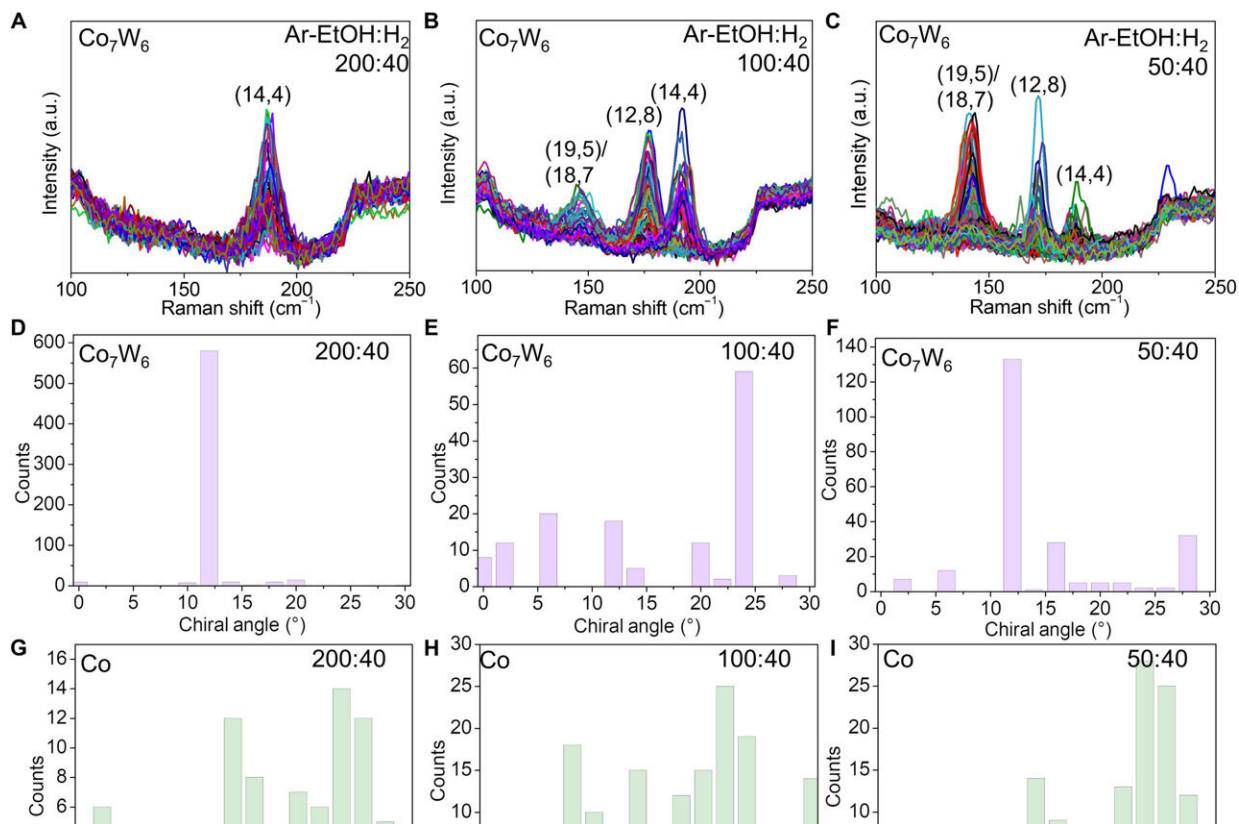 A
Co₇W₆
Ar-EtOH:H₂
200:40
(14,4)
Intensity (a.u.)
100
150
200
250
Raman shift (cm⁻¹)
B
Co₇W₆
Ar-EtOH:H₂
100:40
(19,5)/
(18,7
(12,8)
(14,4)
Intensity (a.u.)
100
150
200
250
Raman shift (cm⁻¹)
C
Co₇W₆
Ar-EtOH:H₂
50:40
(19,5)/
(18,7)
(12,8)
(14,4)
Intensity (a.u.)
100
150
200
250
Raman shift (cm⁻¹)
D
Co₇W₆
200:40
600
500
400
300
200
100
0
Counts
0
5
10
15
20
25
30
Chiral angle (°)
E
Co₇W₆
100:40
60
50
40
30
20
10
0
Counts
0
5
10
15
20
25
30
Chiral angle (°)
F
Co₇W₆
50:40
140
120
100
80
60
40
20
0
Counts
0
5
10
15
20
25
30
Chiral angle (°)
G
Co
200:40
16
14
12
10
8
6
Counts
H
Co
100:40
30
25
20
15
10
Counts
I
Co
50:40
30
25
20
15
10
Counts